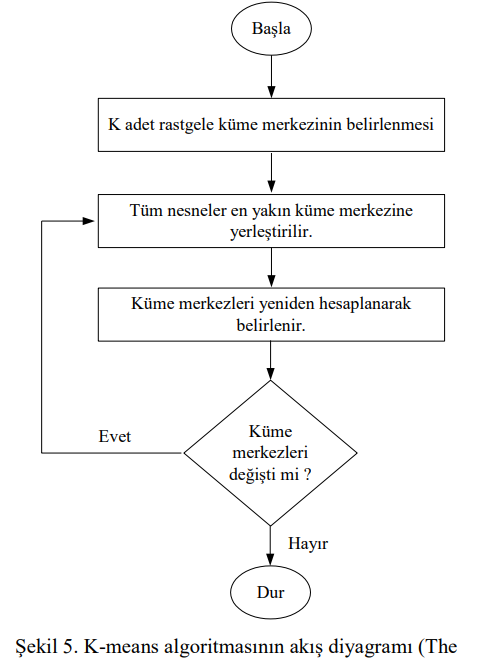 Başla
K adet rastgele küme merkezinin belirlenmesi
Tüm nesneler en yakın küme merkezine
yerleştirilir.
Küme merkezleri yeniden hesaplanarak
belirlenir.
Evet
Küme
merkezleri
değişti mi ?
Hayır
Dur
Şekil 5. K-means algoritmasının akış diyagramı (The